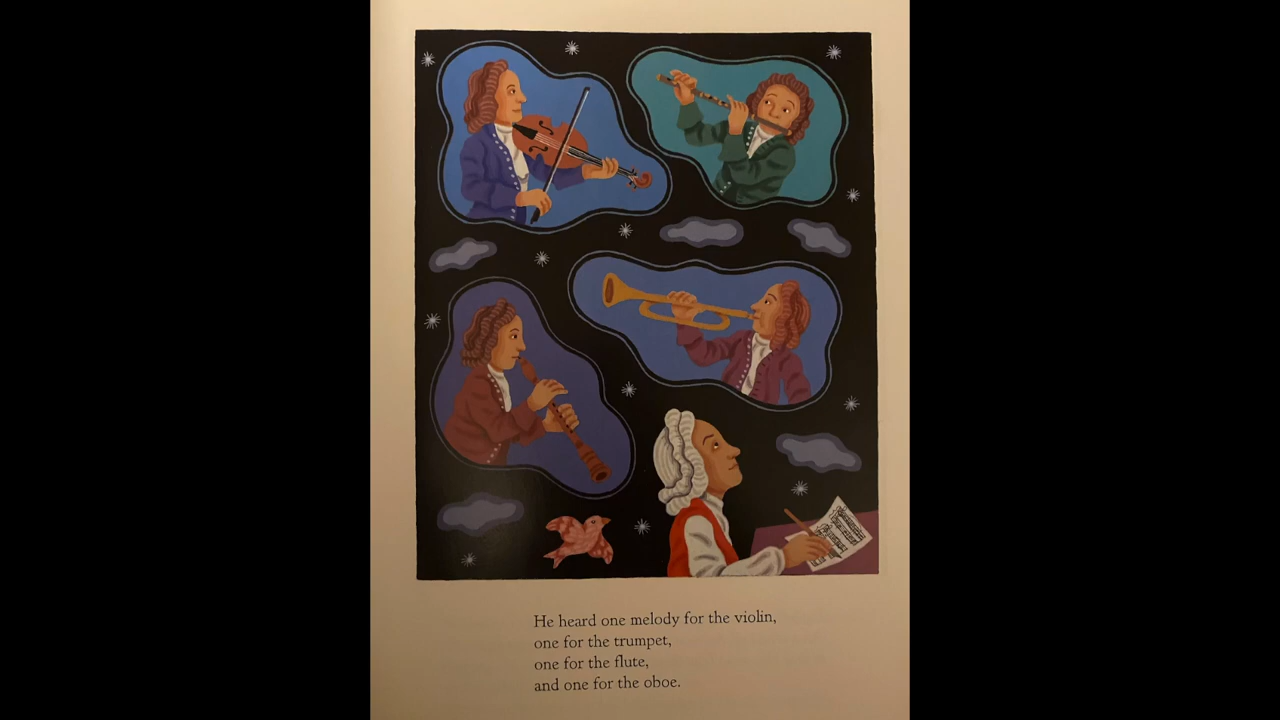 He heard one melody for the violin,
one for the trumpet,
one for the flute,
and one for the oboe.